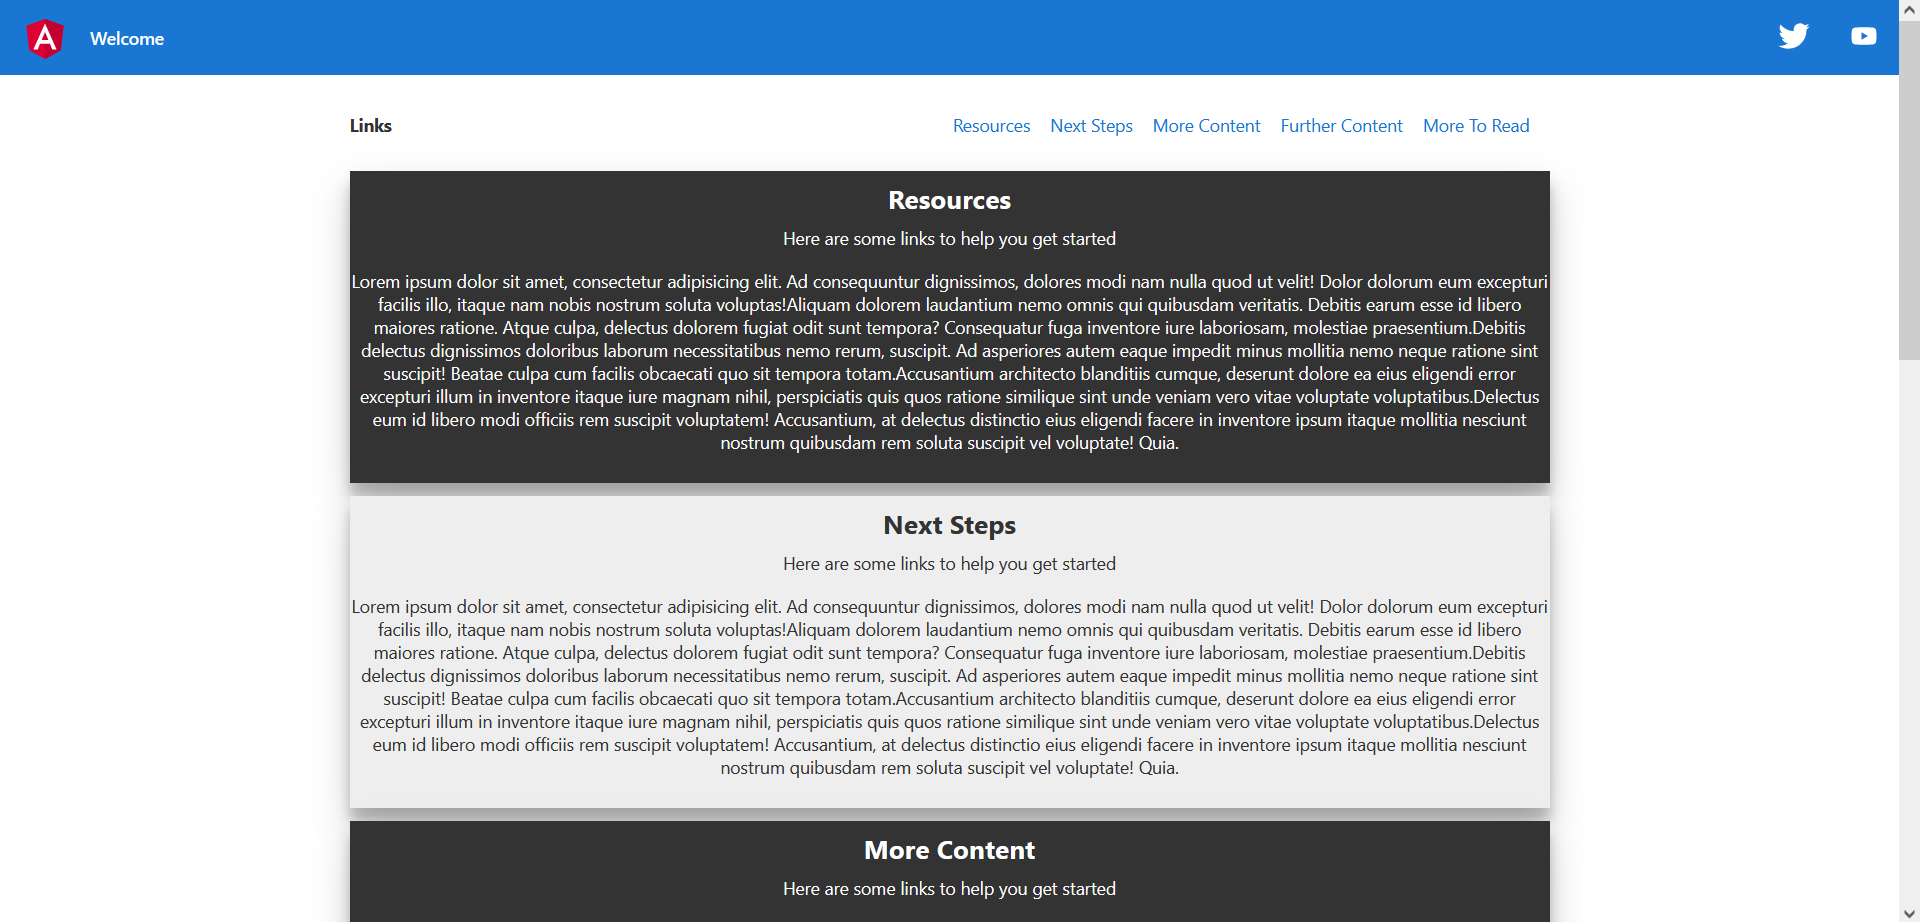 Welcome
Links
Resources Next Steps More Content Further Content More To Read
Resources
Here are some links to help you get started
Lorem ipsum dolor sit amet, consectetur adipisicing elit. Ad consequuntur dignissimos, dolores modi nam nulla quod ut velit! Dolor dolorum eum excepturi
facilis illo, itaque nam nobis nostrum soluta voluptas!Aliquam dolorem laudantium nemo omnis qui quibusdam veritatis. Debitis earum esse id libero
maiores ratione. Atque culpa, delectus dolorem fugiat odit sunt tempora? Consequatur fuga inventore iure laboriosam, molestiae praesentium.Debitis
delectus dignissimos doloribus laborum necessitatibus nemo rerum, suscipit. Ad asperiores autem eaque impedit minus mollitia nemo neque ratione sint
suscipit! Beatae culpa cum facilis obcaecati quo sit tempora totam.Accusantium architecto blanditiis cumque, deserunt dolore ea eius eligendi error
excepturi illum in inventore itaque iure magnam nihil, perspiciatis quis quos ratione similique sint unde veniam vero vitae voluptate voluptatibus.Delectus
eum id libero modi officiis rem suscipit voluptatem! Accusantium, at delectus distinctio eius eligendi facere in inventore ipsum itaque mollitia nesciunt
nostrum quibusdam rem soluta suscipit vel voluptate! Quia.
Next Steps
Here are some links to help you get started
Lorem ipsum dolor sit amet, consectetur adipisicing elit. Ad consequuntur dignissimos, dolores modi nam nulla quod ut velit! Dolor dolorum eum excepturi
facilis illo, itaque nam nobis nostrum soluta voluptas!Aliquam dolorem laudantium nemo omnis qui quibusdam veritatis. Debitis earum esse id libero
maiores ratione. Atque culpa, delectus dolorem fugiat odit sunt tempora? Consequatur fuga inventore iure laboriosam, molestiae praesentium.Debitis
delectus dignissimos doloribus laborum necessitatibus nemo rerum, suscipit. Ad asperiores autem eaque impedit minus mollitia nemo neque ratione sint
suscipit! Beatae culpa cum facilis obcaecati quo sit tempora totam.Accusantium architecto blanditiis cumque, deserunt dolore ea eius eligendi error
excepturi illum in inventore itaque iure magnam nihil, perspiciatis quis quos ratione similique sint unde veniam vero vitae voluptate voluptatibus.Delectus
eum id libero modi officiis rem suscipit voluptatem! Accusantium, at delectus distinctio eius eligendi facere in inventore ipsum itaque mollitia nesciunt
nostrum quibusdam rem soluta suscipit vel voluptate! Quia.
More Content
Here are some links to help you get started